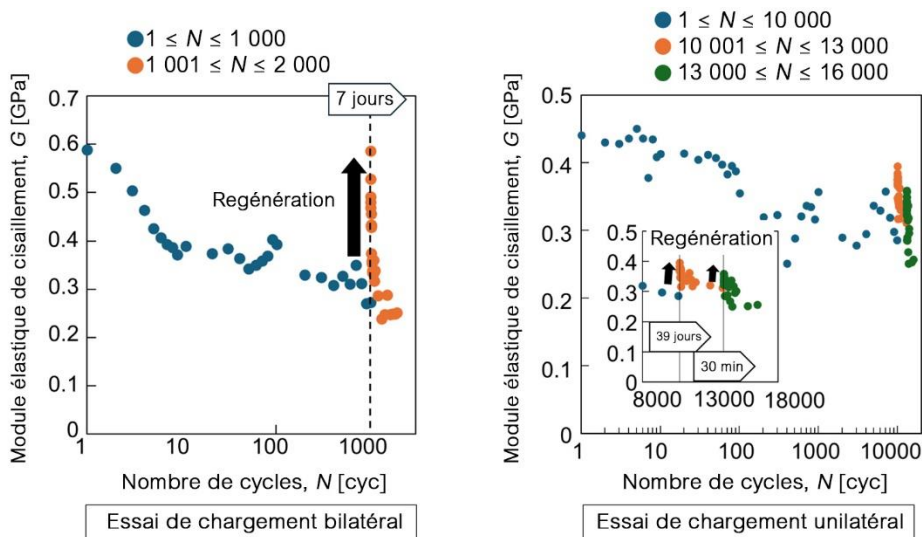 1 ≤ N ≤ 1 000
1 001 ≤ N ≤ 2 000
Module élastique de cisaillement, G [GPa]
0.7
0.6
0.5
0.4
0.3
0.2
0.1
0
7 jours
Regénération
1
10
100
1000
Nombre de cycles, N [cyc]
Essai de chargement bilatéral
1 ≤ N ≤ 10 000
10 001 ≤ N ≤ 13 000
13 000 ≤ N ≤ 16 000
Module élastique de cisaillement, G [GPa]
0.5
0.4
0.3
0.2
0.1
0
0.5
0.4
0.3
0.2
0.1
0
Regénération
39 jours
30 min
8000
13000
18000
1
10
100
1000
10000
Nombre de cycles, N [cyc]
Essai de chargement unilatéral